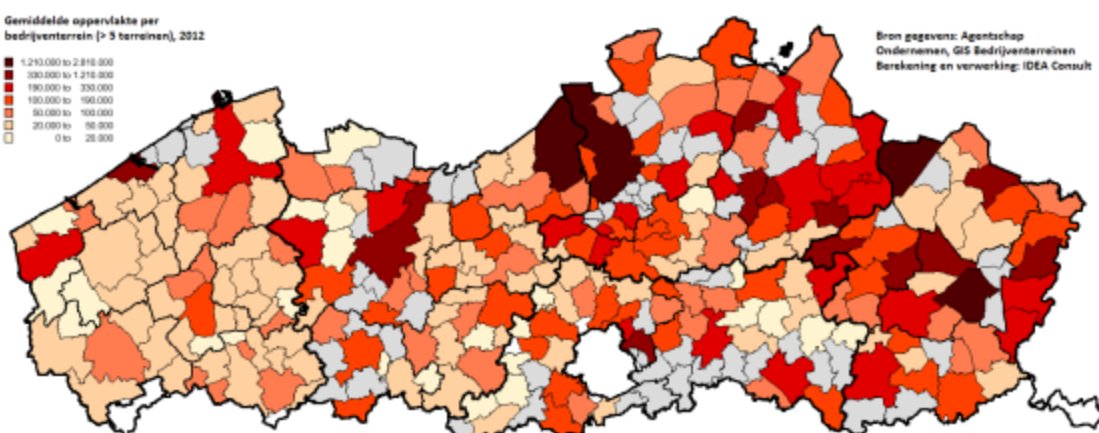 Gemiddelde oppervlakte per
bedrijventerrein (> 5 terreinen), 2012
1.210.000 to 2.810.000
330.000 to 1.210.000
190.000 to 330.000
100.000 to 190.000
50.000 to 100.000
20.000 to 50.000
0 to 20.000
Bron gegevens: Agentschap
Ondernemen, GIS Bedrijventerreinen
Berekening en verwerking: IDEA Consult